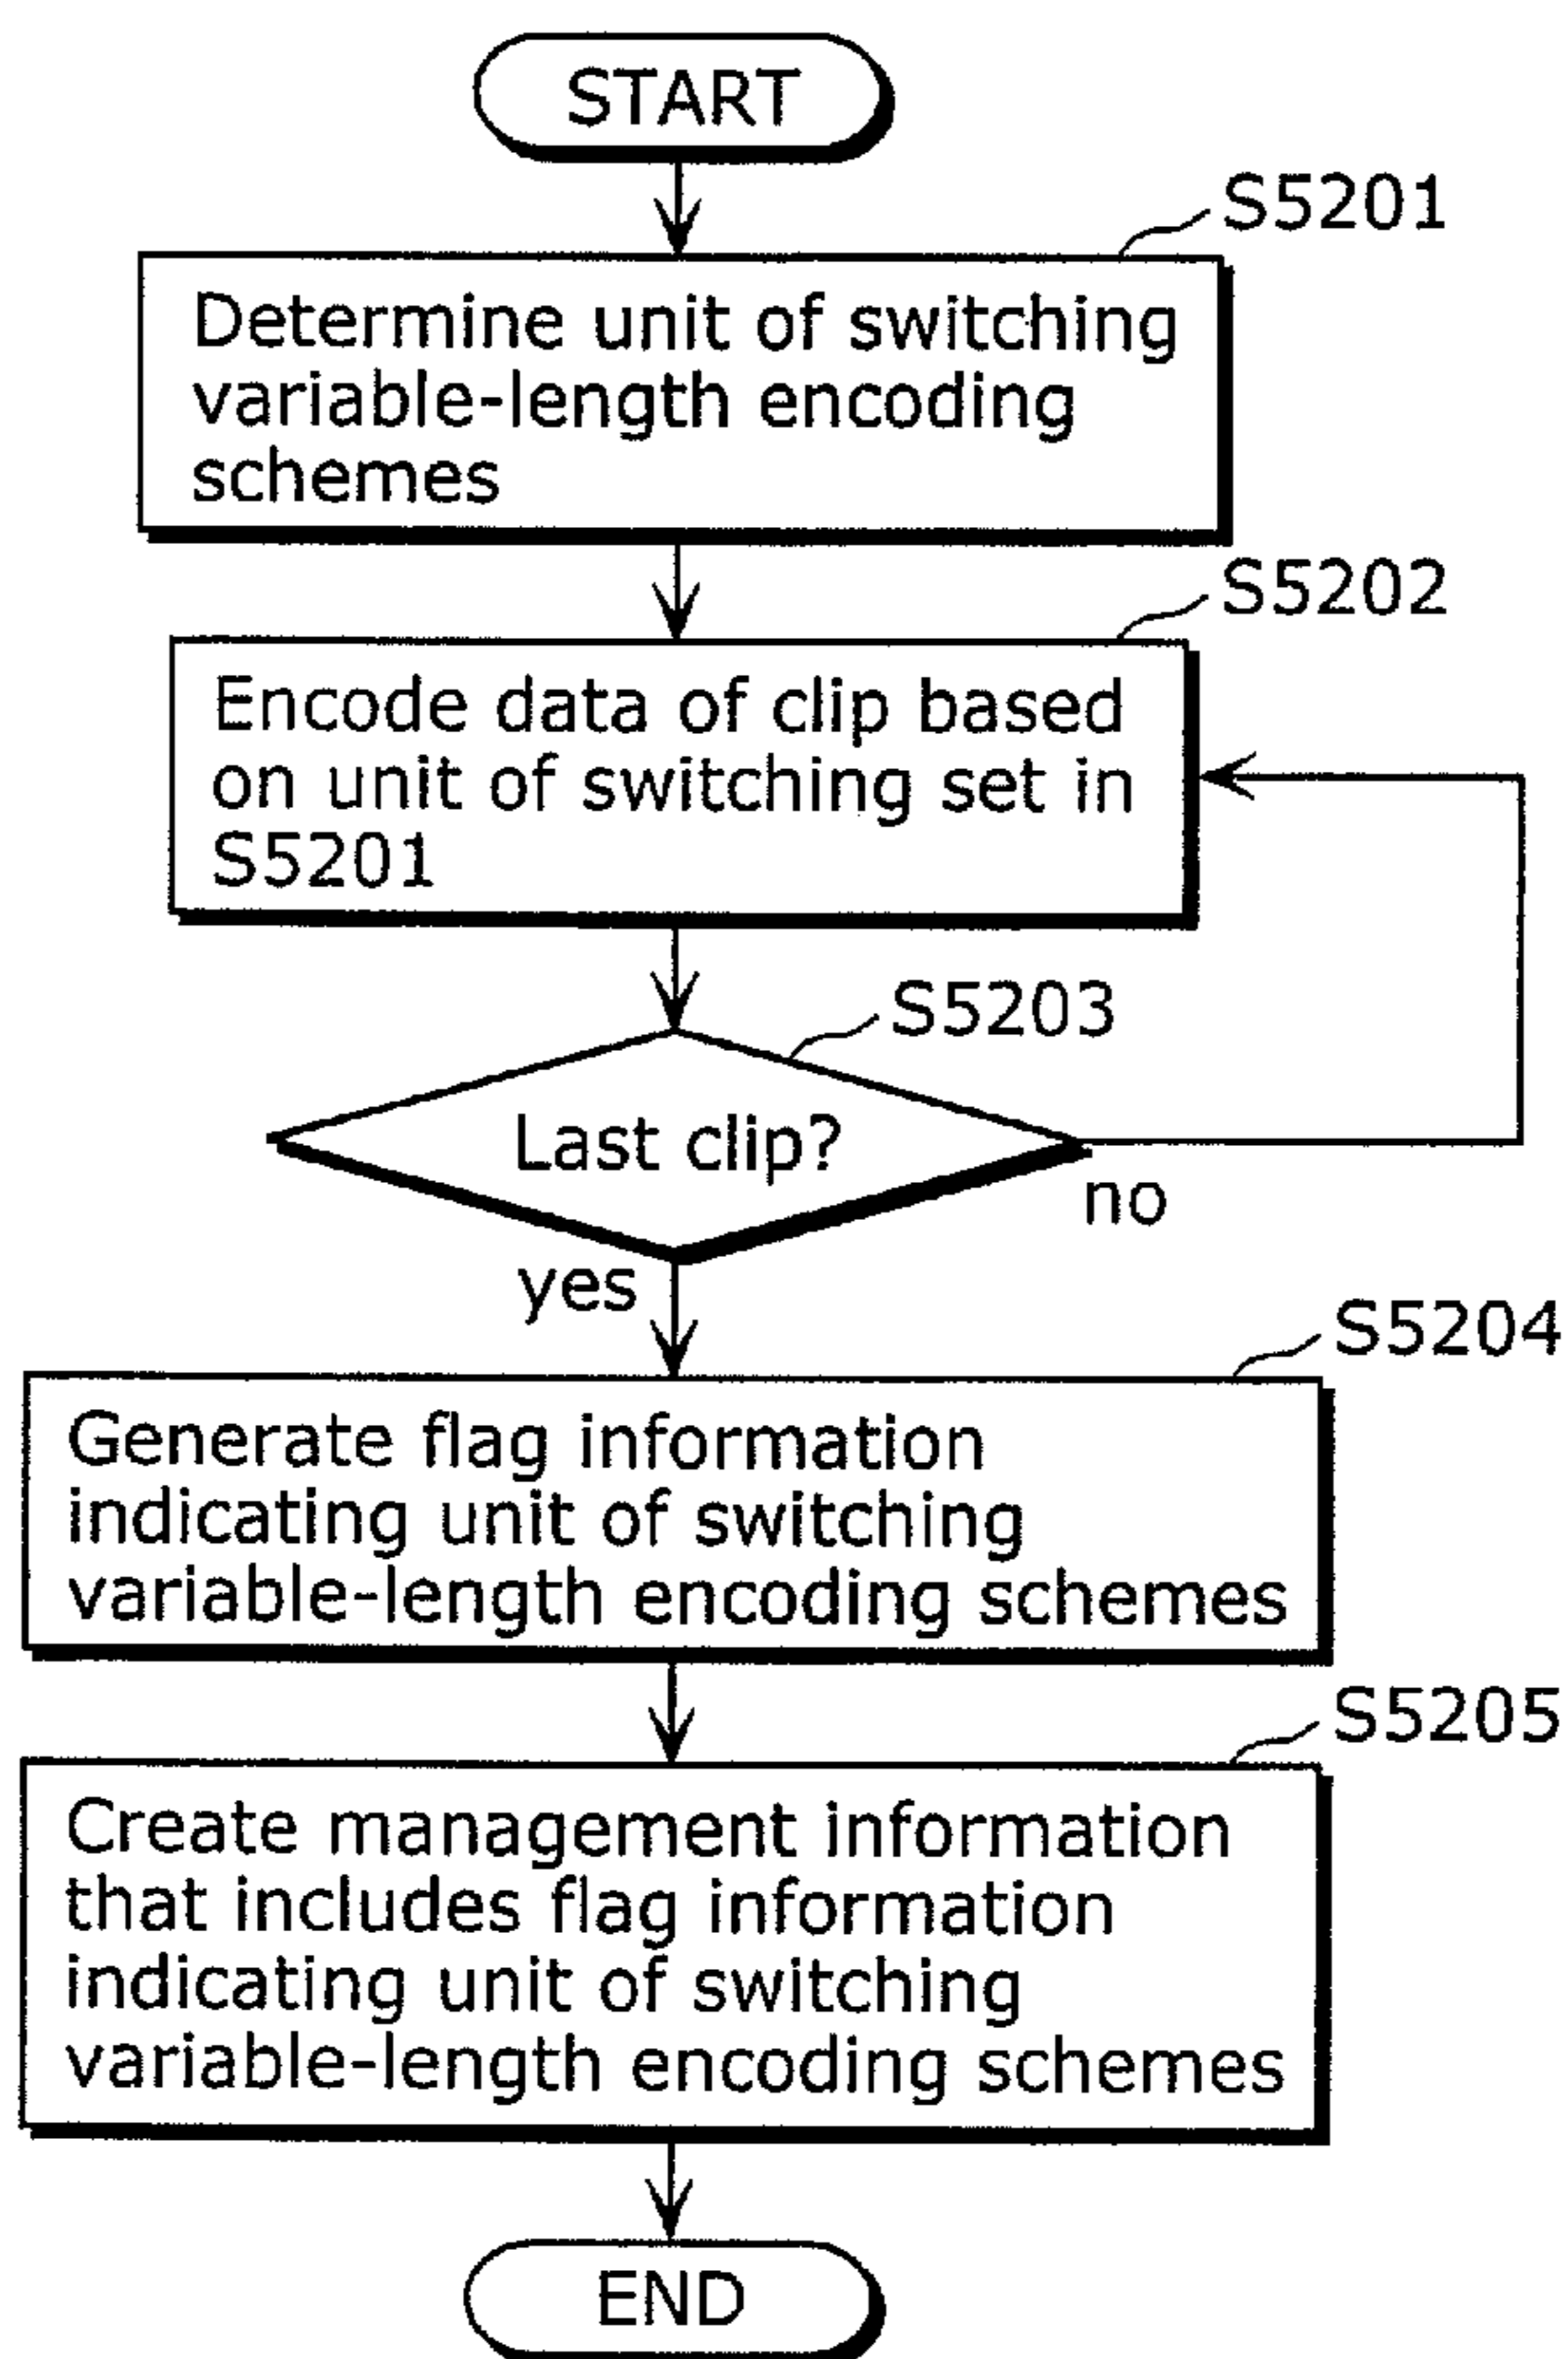 START
S5201
Determine unit of switching
variable-length encoding
schemes
S5202
Encode data of clip based
on unit of switching set in
S5201
S5203
Last clip?
no
yes
S5204
Generate flag information
indicating unit of switching
variable-length encoding schemes
S5205
Create management information
that includes flag information
indicating unit of switching
variable-length encoding schemes
END